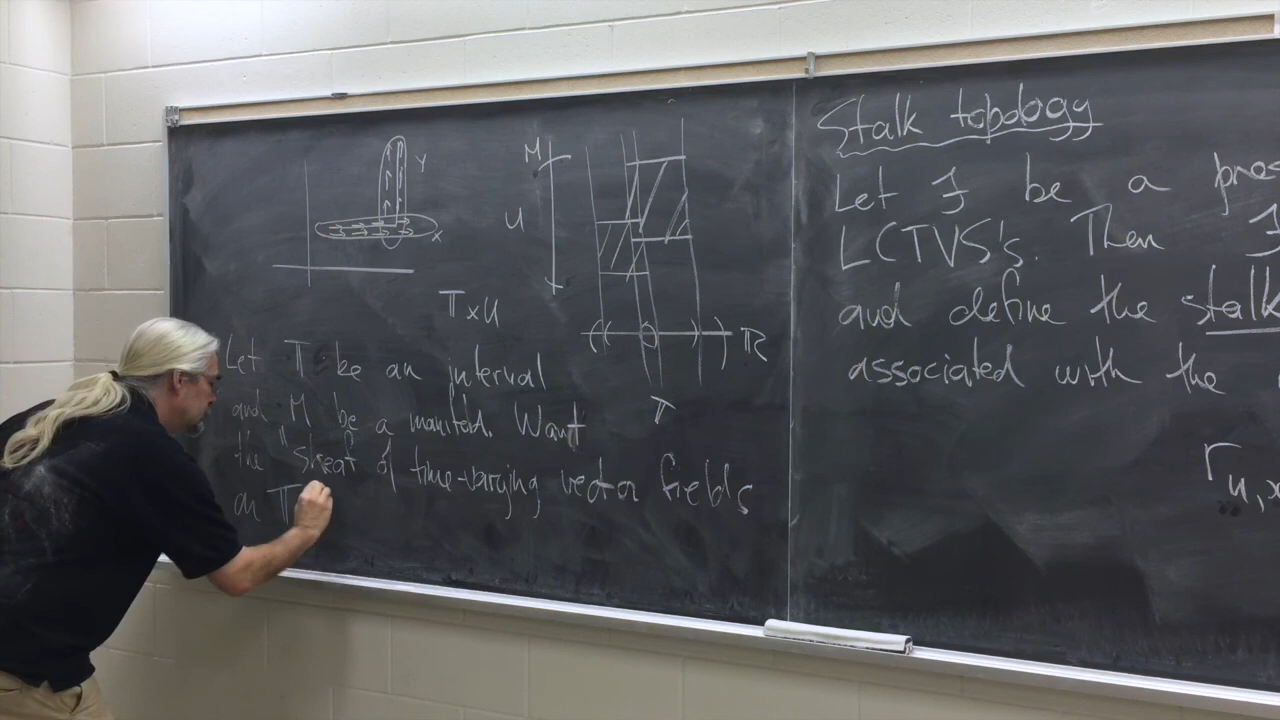 Y
X
M
U
𝕋×U
ℝ
𝕋
Let 𝕋 be an interval
and M be a manifold. Want
the "sheaf of time-varying vector fields
on 𝕋
Stalk topology
Let ℱ be a pres
LCTVS's. Then ℱ
and define the stalk
associated with the
r_{U,x